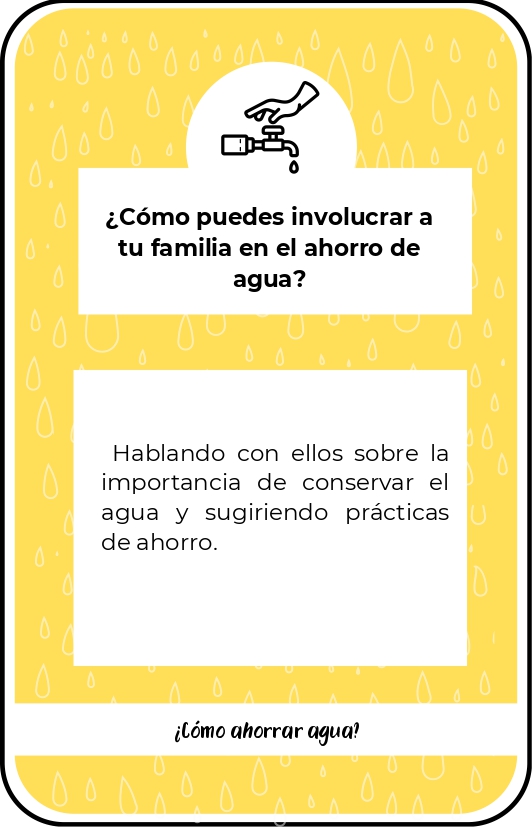 ¿Cómo puedes involucrar a
tu familia en el ahorro de
agua?
Hablando con ellos sobre la
importancia de conservar el
agua y sugiriendo prácticas
de ahorro.
¿Cómo ahorrar agua?